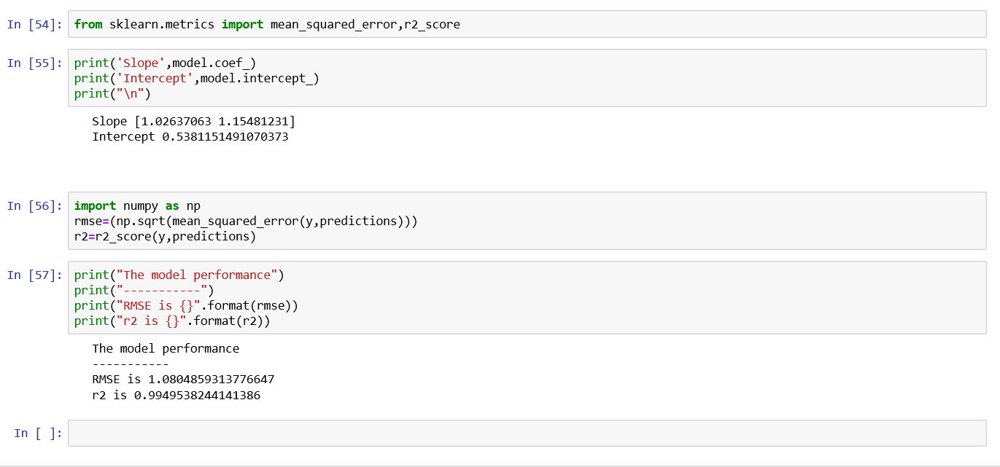 In [54]: from sklearn.metrics import mean_squared_error,r2_score
In [55]: print('Slope',model.coef_)
print('Intercept',model.intercept_)
print("\n")
Slope [1.02637063 1.15481231]
Intercept 0.5381151491070373
In [56]: import numpy as np
rmse=(np.sqrt(mean_squared_error(y,predictions)))
r2=r2_score(y,predictions)
In [57]: print("The model performance")
print("-----------")
print("RMSE is {}".format(rmse))
print("r2 is {}".format(r2))
The model performance
-----------
RMSE is 1.0804859313776647
r2 is 0.9949538244141386
In [ ]: